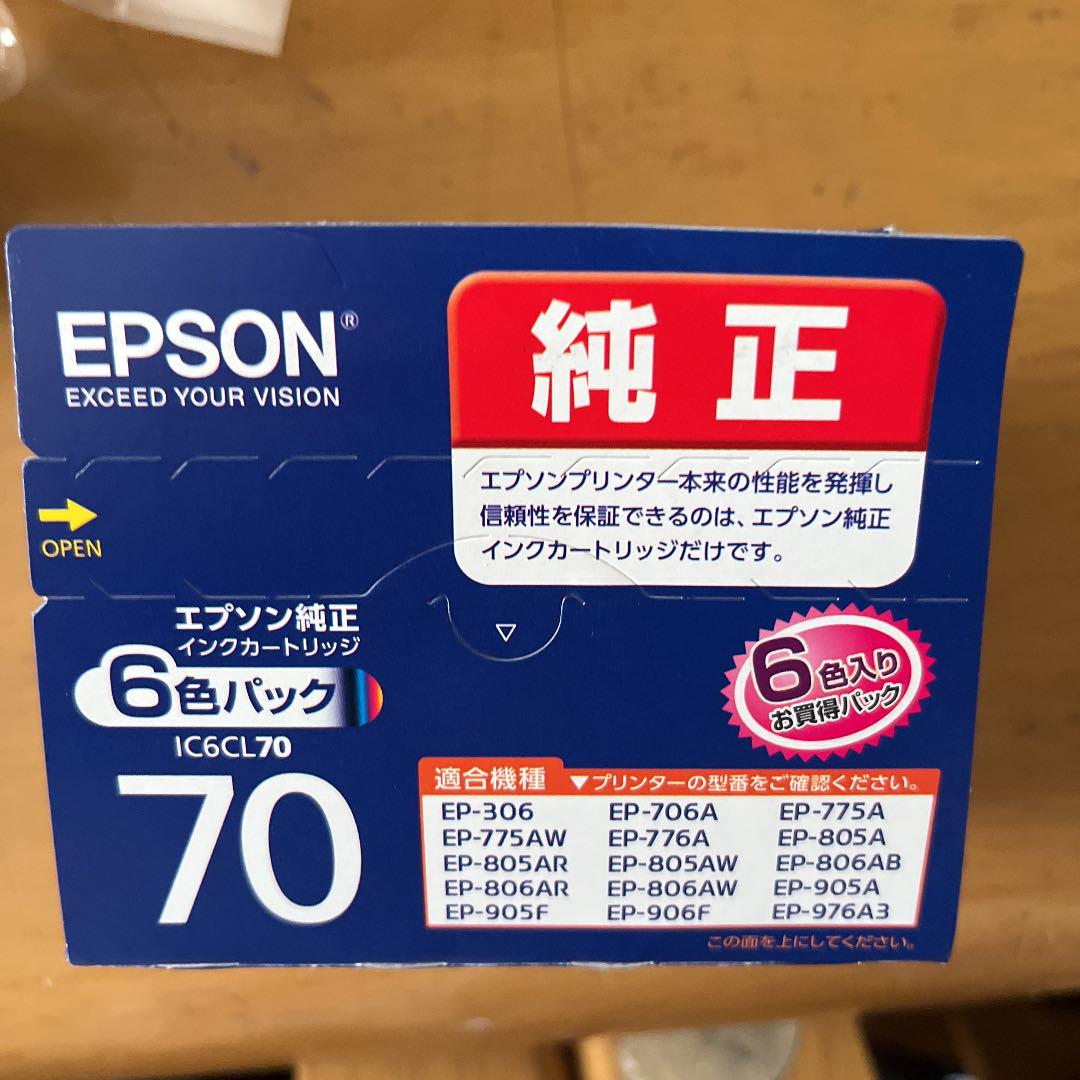 EPSON®
EXCEED YOUR VISION
純正
エプソンプリンター本来の性能を発揮し
信頼性を保証できるのは、エプソン純正
インクカートリッジだけです。
OPEN
エプソン純正
インクカートリッジ
6色パック
IC6CL70
70
6色入り
お買得パック
適合機種 ▼プリンターの型番をご確認ください。
EP-306 EP-706A EP-775A
EP-775AW EP-776A EP-805A
EP-805AR EP-805AW EP-806AB
EP-806AR EP-806AW EP-905A
EP-905F EP-906F EP-976A3
この面を上にしてください。